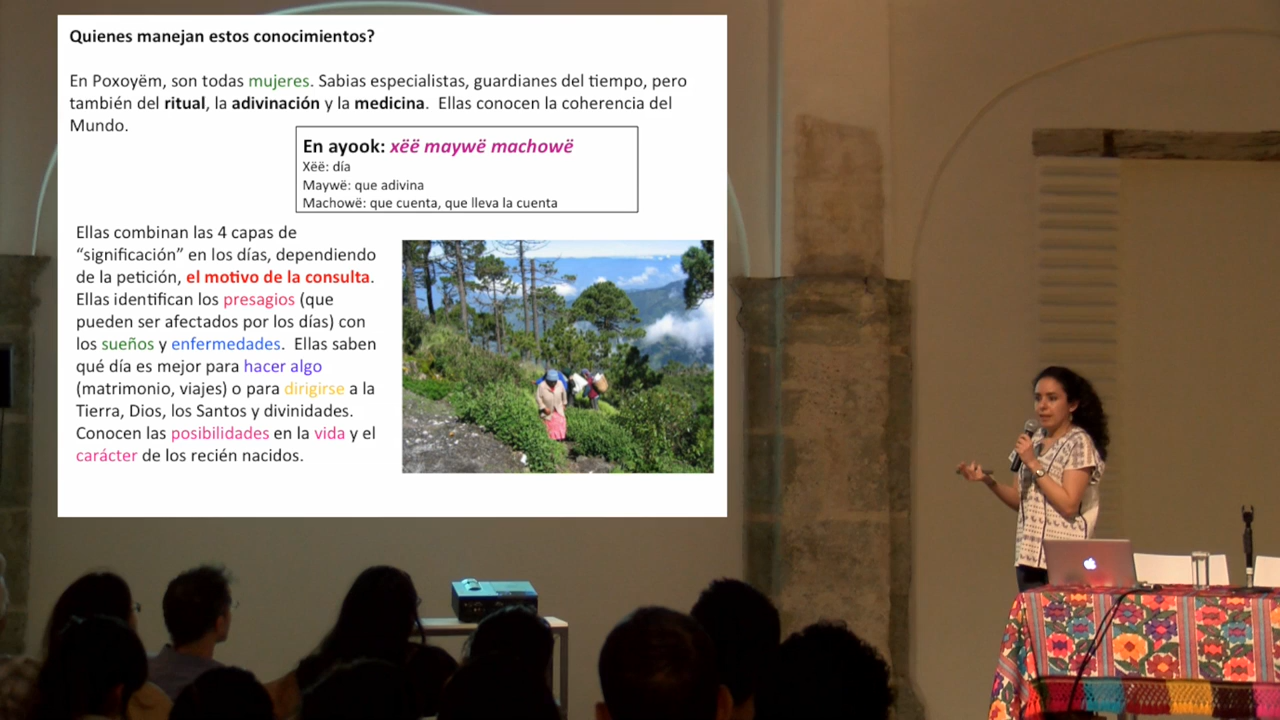 Quienes manejan estos conocimientos?
En Poxoyëm, son todas mujeres. Sabias especialistas, guardianes del tiempo, pero
también del ritual, la adivinación y la medicina. Ellas conocen la coherencia del
Mundo.
En ayook: xëë maywë machowë
Xëë: día
Maywë: que adivina
Machowë: que cuenta, que lleva la cuenta
Ellas combinan las 4 capas de
“significación” en los días, dependiendo
de la petición, el motivo de la consulta.
Ellas identifican los presagios (que
pueden ser afectados por los días) con
los sueños y enfermedades. Ellas saben
qué día es mejor para hacer algo
(matrimonio, viajes) o para dirigirse a la
Tierra, Dios, los Santos y divinidades.
Conocen las posibilidades en la vida y el
carácter de los recién nacidos.